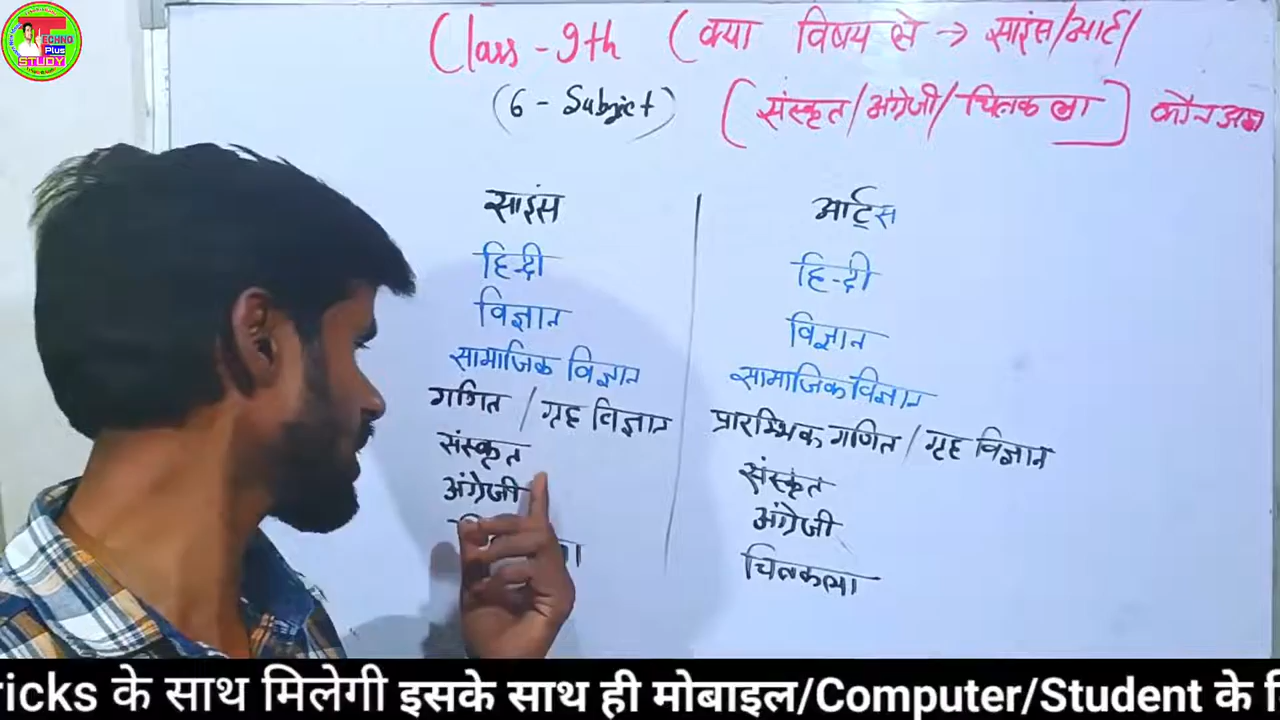 TECHNO
Plus
STUDY
Class - 9th ( क्या विषय ले → साइंस/आर्ट/
(6 - Subject) (संस्कृत/अंग्रेजी/चित्रकला)
साइंस
हिन्दी
विज्ञान
सामाजिक विज्ञान
गणित / गृह विज्ञान
संस्कृत
अंग्रेजी
आर्ट्स
हिन्दी
विज्ञान
सामाजिक विज्ञान
प्रारम्भिक गणित / गृह विज्ञान
संस्कृत
अंग्रेजी
चित्रकला
ricks के साथ मिलेगी इसके साथ ही मोबाइल/Computer/Student के